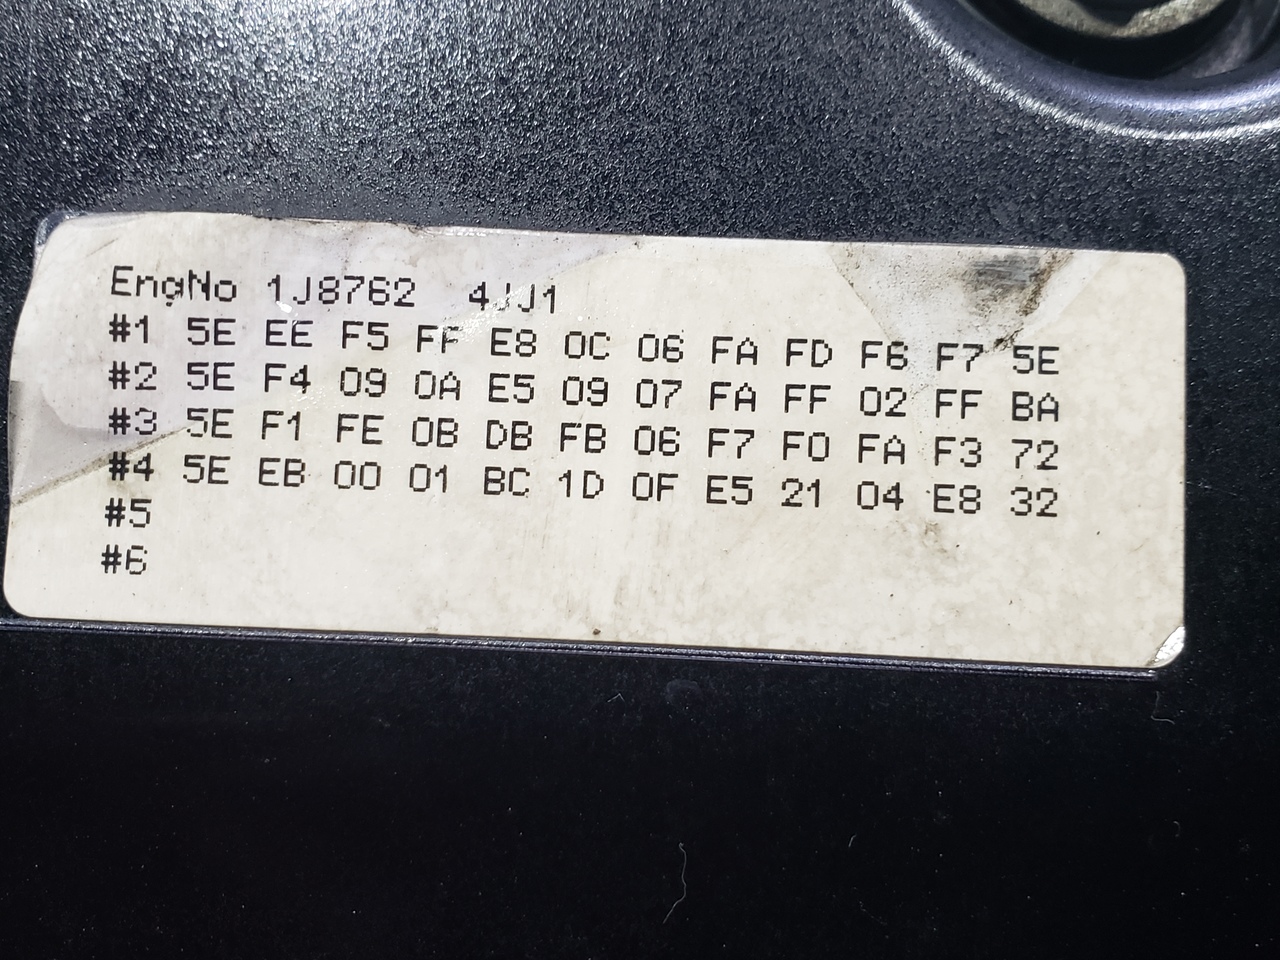 EngNo 1J8762 4JJ1
#1 5E EE F5 FF E8 0C 06 FA FD F6 F7 5E
#2 5E F4 09 0A E5 09 07 FA FF 02 FF BA
#3 5E F1 FE 0B DB FB 06 F7 F0 FA F3 72
#4 5E EB 00 01 BC 1D 0F E5 21 04 E8 32
#5
#6